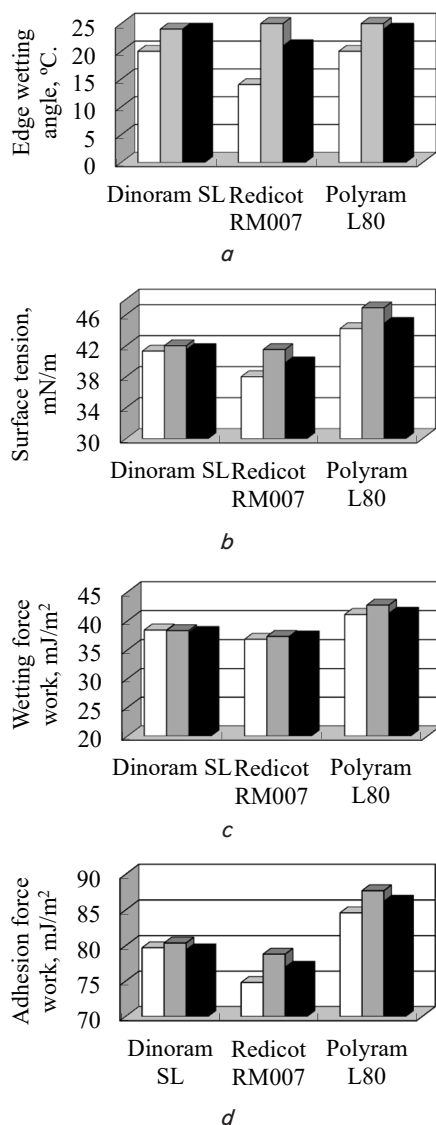 Edge wetting
angle, ºC.
25
20
15
10
5
0
Dinoram SL Redicot Polyram
RM007 L80
a
Surface tension,
mN/m
46
42
38
34
30
Dinoram SL Redicot Polyram
RM007 L80
b
Wetting force
work, mJ/m²
45
40
35
30
25
20
Dinoram SL Redicot Polyram
RM007 L80
c
Adhesion force
work, mJ/m²
90
85
80
75
70
Dinoram Redicot Polyram
SL RM007 L80
d